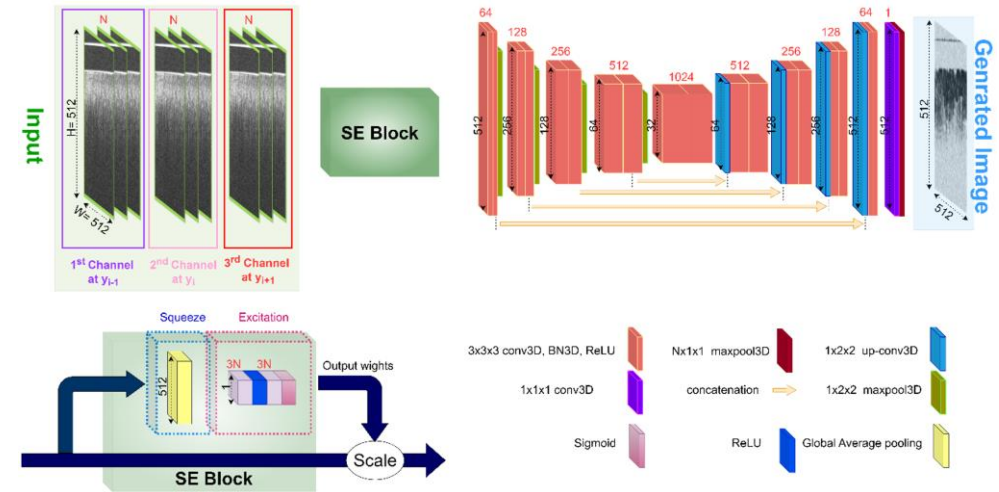 Input
N
N
N
H= 512
W= 512
1st Channel
at yi-1
2nd Channel
at yi
3rd Channel
at yi+1
SE Block
64
128
256
512
1024
512
256
128
64
1
512
256
128
64
32
64
128
256
512
512
512
512
Genrated Image
Squeeze
Excitation
512
1
3N
3N
Output wights
Scale
SE Block
3x3x3 conv3D, BN3D, ReLU
Nx1x1 maxpool3D
1x2x2 up-conv3D
1x1x1 conv3D
concatenation
1x2x2 maxpool3D
Sigmoid
ReLU
Global Average pooling